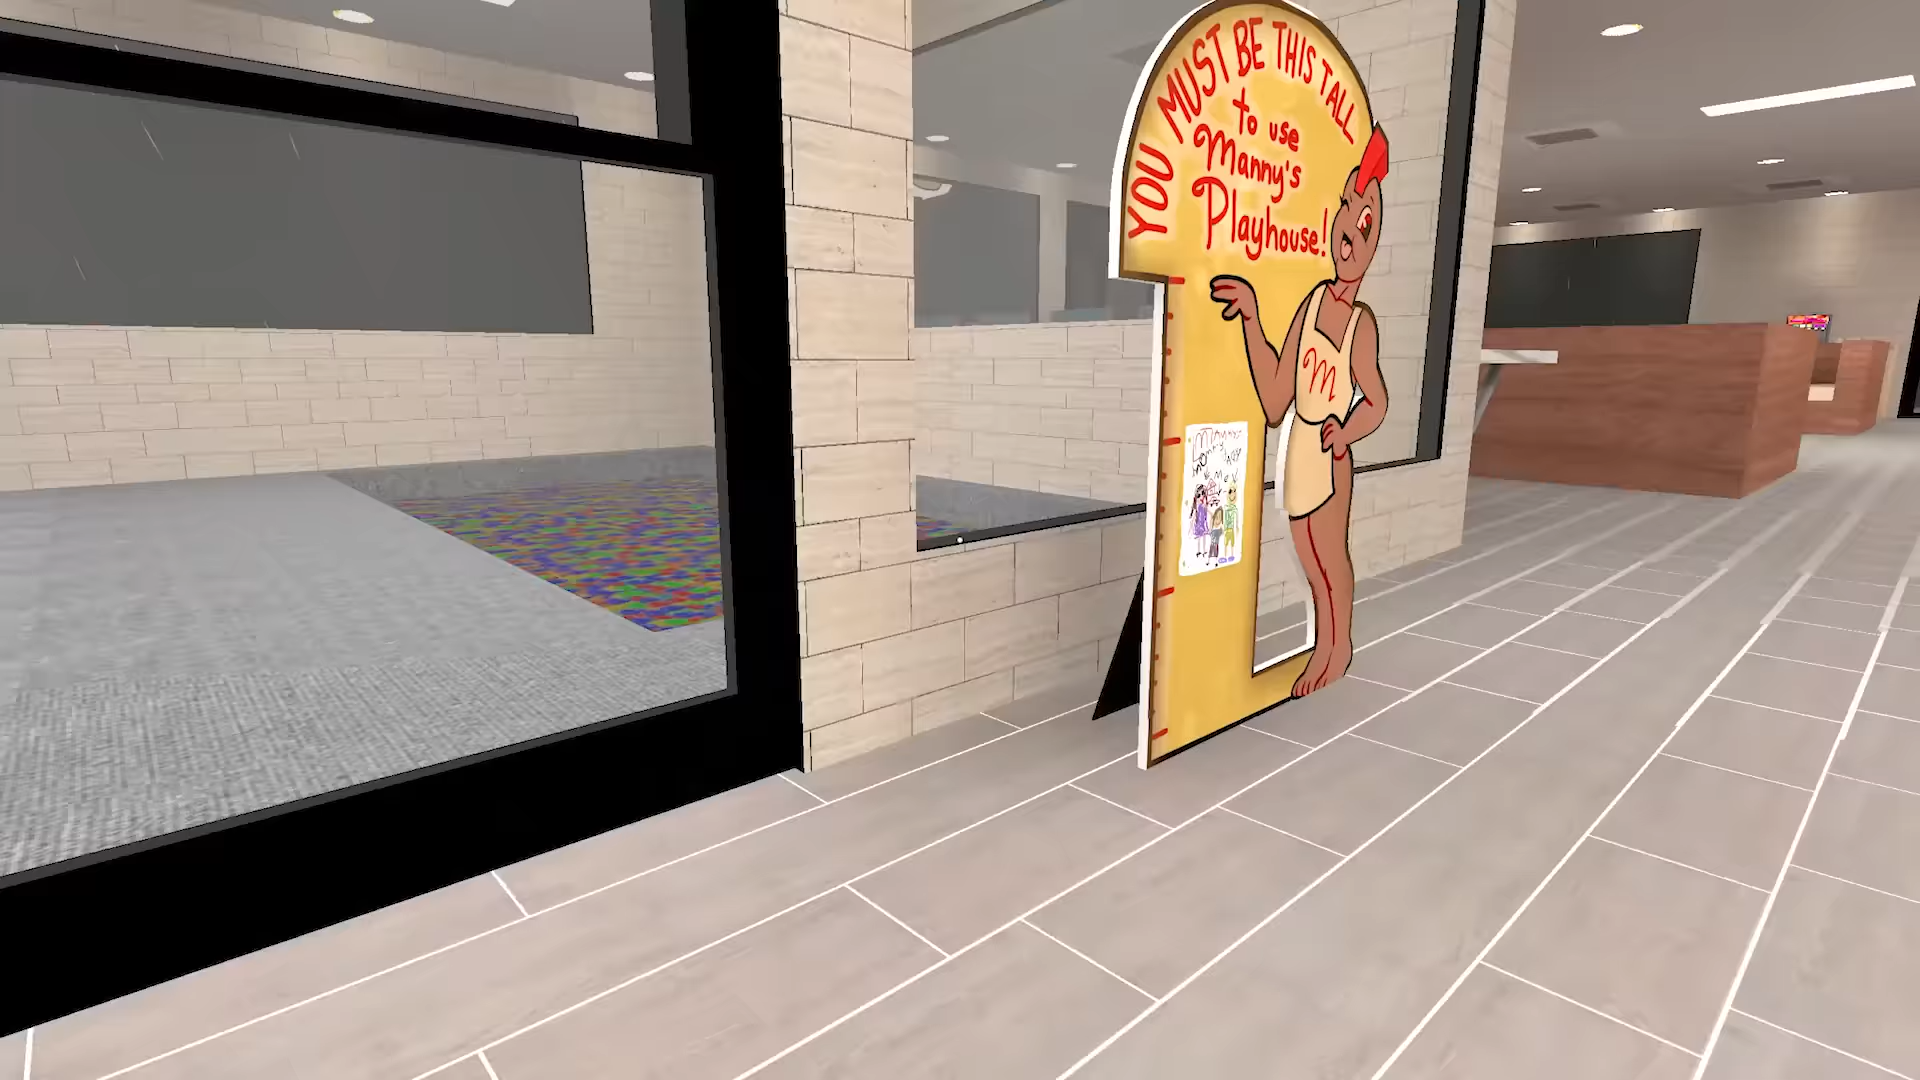 YOU MUST BE THIS TALL
to use
Manny's
Playhouse!
M